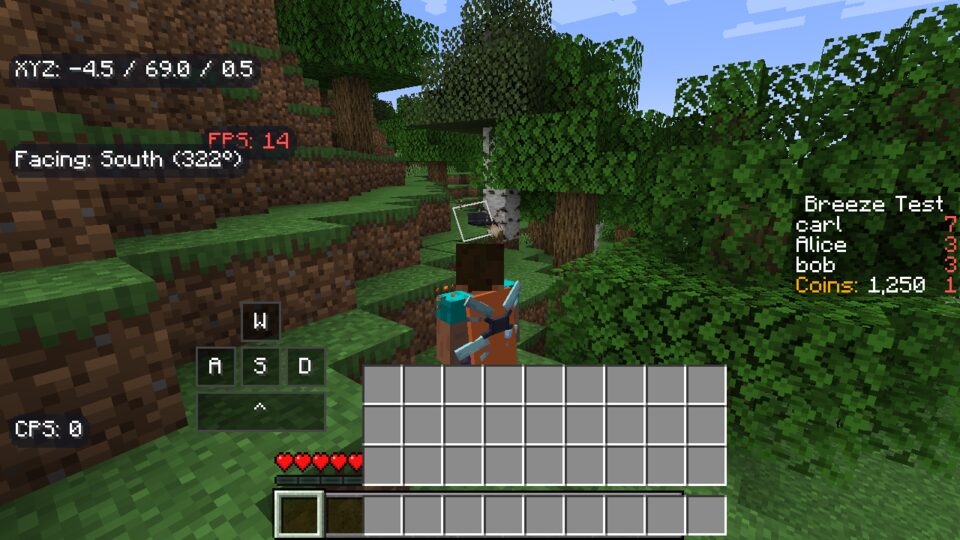 XYZ: -4.5 / 69.0 / 0.5
FPS: 14
Facing: South (322°)
Breeze Test
carl 7
Alice 3
bob 3
Coins: 1,250 1
W
A S D
^
CPS: 0